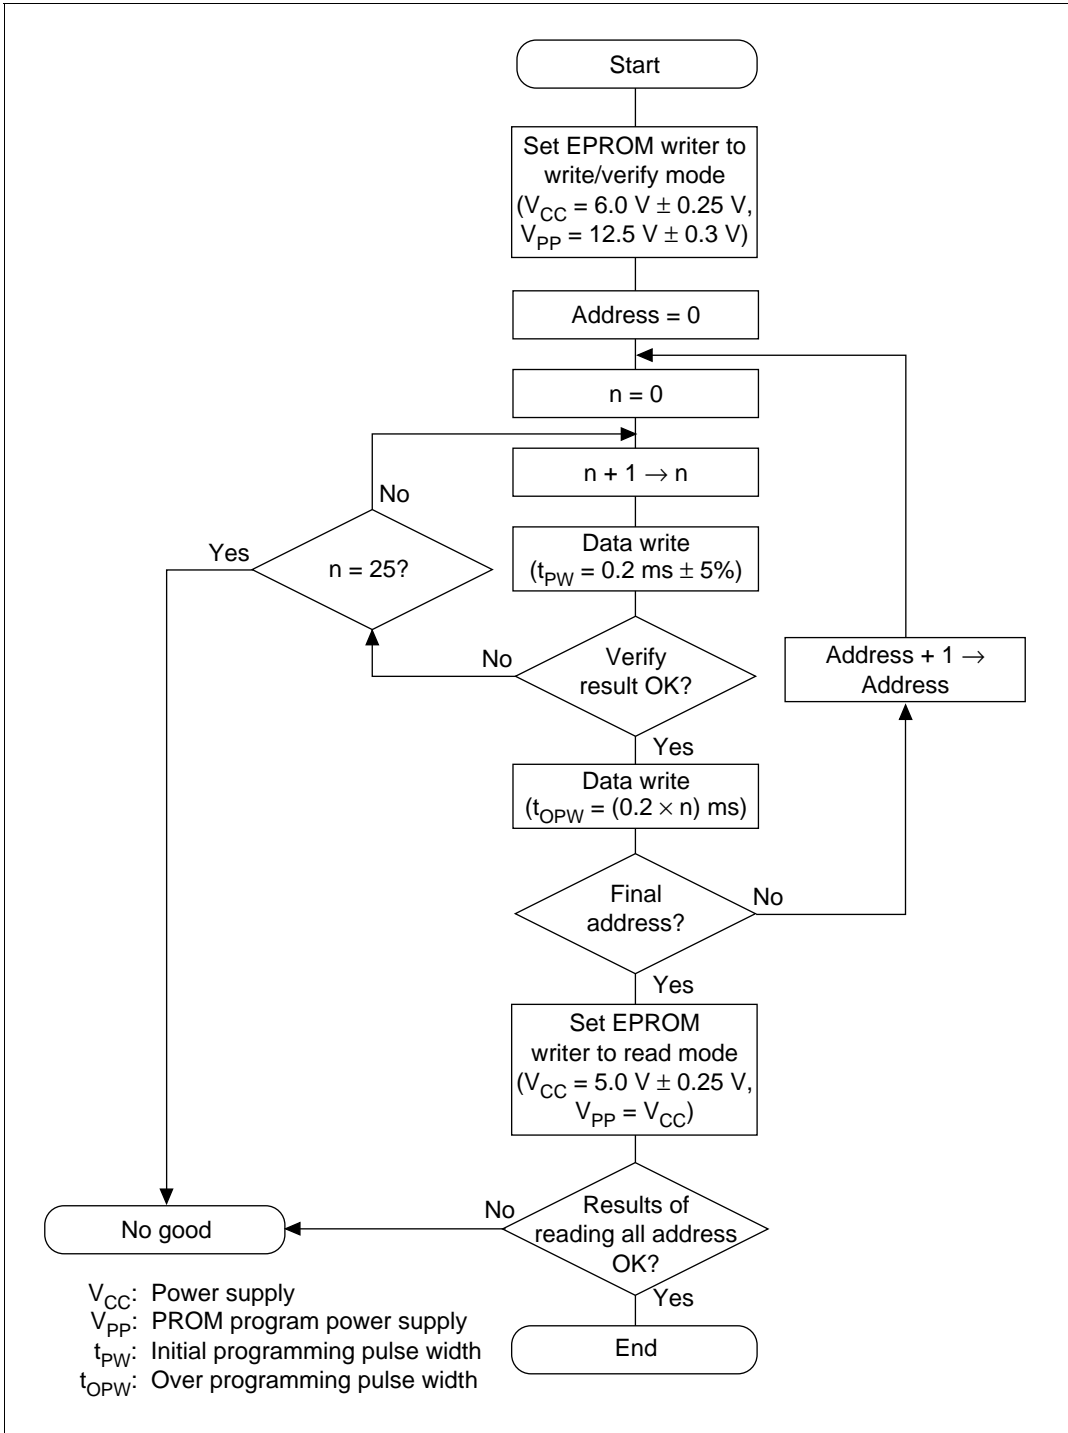 Start
Set EPROM writer to
write/verify mode
(VCC = 6.0 V ± 0.25 V,
VPP = 12.5 V ± 0.3 V)
Address = 0
n = 0
n + 1 → n
No
Yes
n = 25?
Data write
(tPW = 0.2 ms ± 5%)
No
Verify
result OK?
Address + 1 →
Address
Yes
Data write
(tOPW = (0.2 × n) ms)
Final
address?
No
Yes
Set EPROM
writer to read mode
(VCC = 5.0 V ± 0.25 V,
VPP = VCC)
No
Results of
reading all address
OK?
No good
Yes
End
VCC: Power supply
VPP: PROM program power supply
tPW: Initial programming pulse width
tOPW: Over programming pulse width